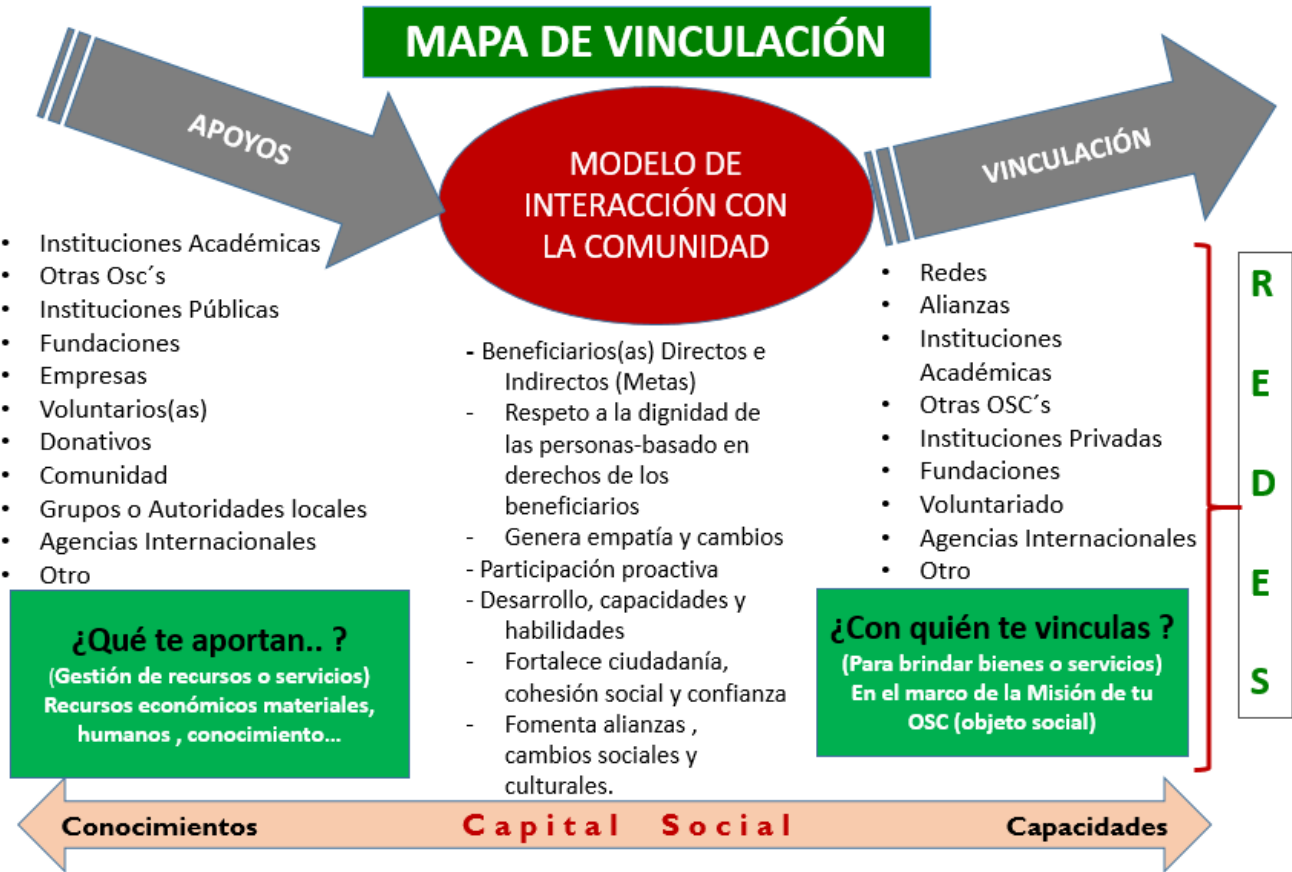 MAPA DE VINCULACIÓN
APOYOS
MODELO DE
INTERACCIÓN CON
LA COMUNIDAD
VINCULACIÓN
• Instituciones Académicas
• Otras Osc´s
• Instituciones Públicas
• Fundaciones
• Empresas
• Voluntarios(as)
• Donativos
• Comunidad
• Grupos o Autoridades locales
• Agencias Internacionales
• Otro
¿Qué te aportan.. ?
(Gestión de recursos o servicios)
Recursos económicos materiales,
humanos , conocimiento...
- Beneficiarios(as) Directos e
Indirectos (Metas)
- Respeto a la dignidad de
las personas-basado en
derechos de los
beneficiarios
- Genera empatía y cambios
- Participación proactiva
- Desarrollo, capacidades y
habilidades
- Fortalece ciudadanía,
cohesión social y confianza
- Fomenta alianzas ,
cambios sociales y
culturales.
• Redes
• Alianzas
• Instituciones
Académicas
• Otras OSC´s
• Instituciones Privadas
• Fundaciones
• Voluntariado
• Agencias Internacionales
• Otro
¿Con quién te vinculas ?
(Para brindar bienes o servicios)
En el marco de la Misión de tu
OSC (objeto social)
R
E
D
E
S
Conocimientos
Capital Social
Capacidades